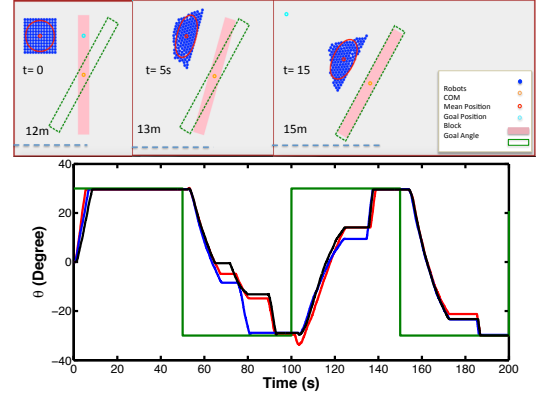 t= 0
12m
t= 5s
13m
t= 15
15m
Robots
COM
Mean Position
Goal Position
Block
Goal Angle
40
20
0
−20
−40
θ (Degree)
0 20 40 60 80 100 120 140 160 180 200
Time (s)